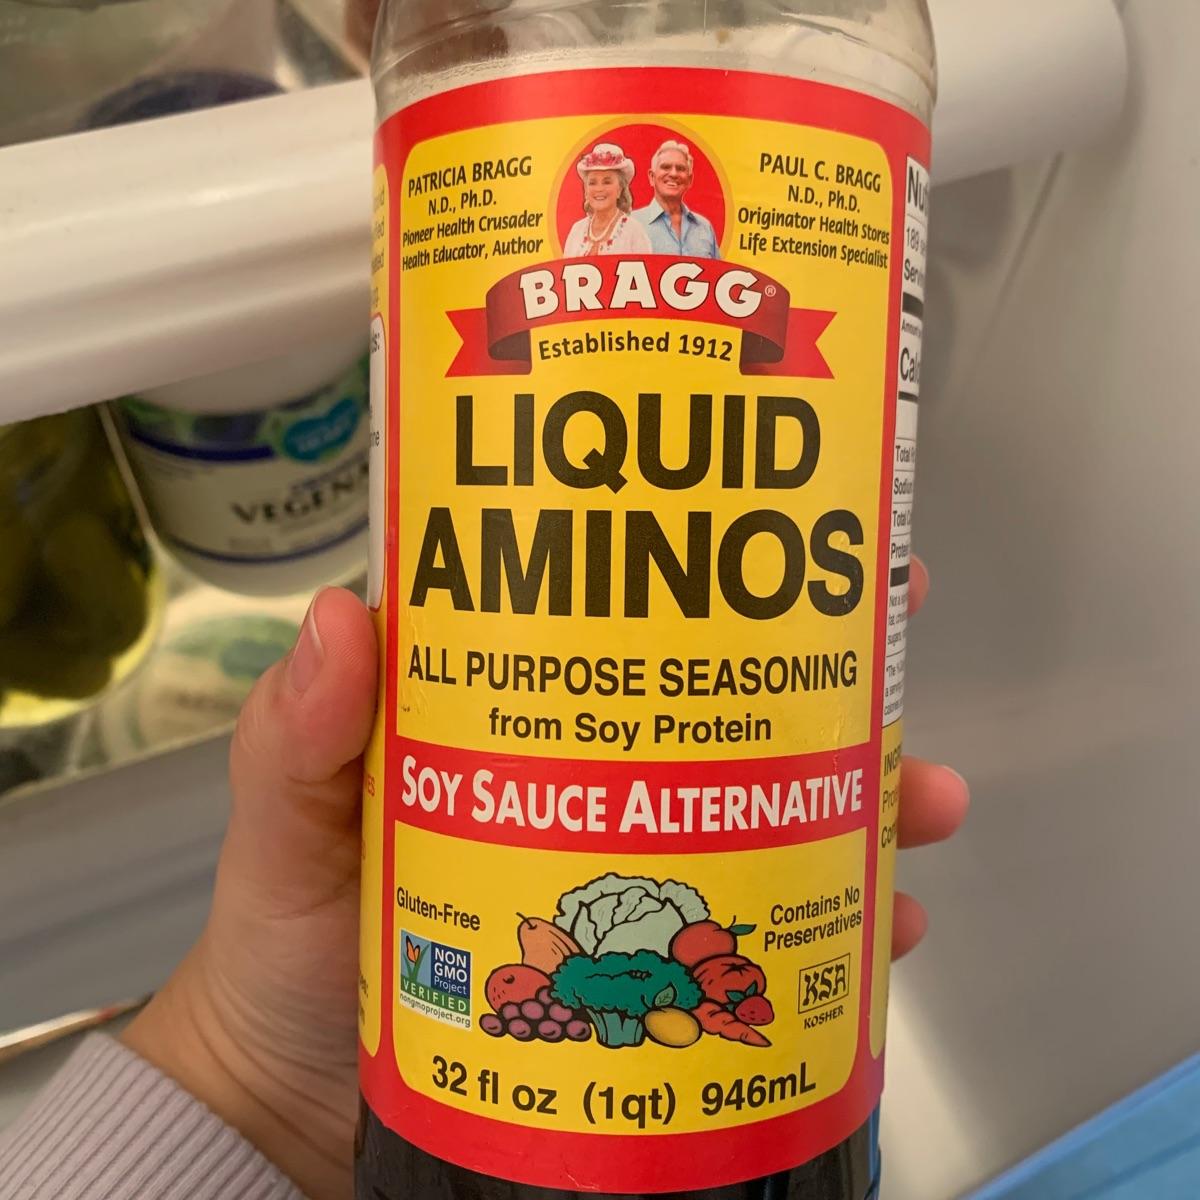 PATRICIA BRAGG
N.D., Ph.D.
Pioneer Health Crusader
Health Educator, Author
PAUL C. BRAGG
N.D., Ph.D.
Originator Health Stores
Life Extension Specialist
BRAGG®
Established 1912
LIQUID
AMINOS
ALL PURPOSE SEASONING
from Soy Protein
SOY SAUCE ALTERNATIVE
Gluten-Free
NON
GMO
Project
VERIFIED
nongmoproject.org
Contains No
Preservatives
KSA
KOSHER
32 fl oz (1qt) 946mL
Total
Total